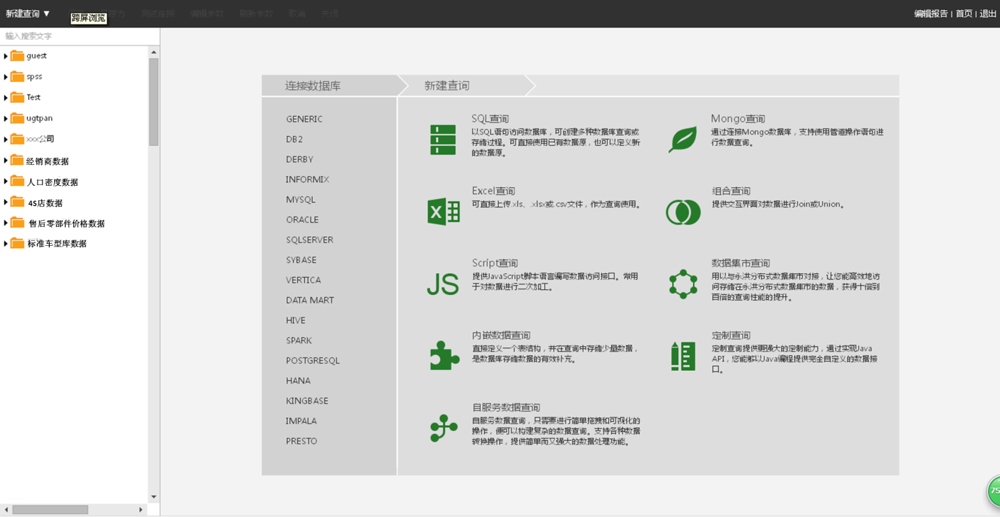 新建查询 ▼
跨屏浏览
测试连接
编辑参数
刷新参数
取消
关闭
编辑报告 | 首页 | 退出
输入搜索文字
guest
spss
Test
ugtpan
xxx公司
经销商数据
人口密度数据
4S店数据
售后零部件价格数据
标准车型库数据
连接数据库
新建查询
GENERIC
DB2
DERBY
INFORMIX
MYSQL
ORACLE
SQLSERVER
SYBASE
VERTICA
DATA MART
HIVE
SPARK
POSTGRESQL
HANA
KINGBASE
IMPALA
PRESTO
SQL查询
以SQL语句访问数据库，可创建多种数据库查询或
存储过程。可直接使用已有数据源，也可以定义新
的数据源。
Mongo查询
通过连接Mongo数据库，支持使用管道操作语句进
行数据查询。
Excel查询
可直接上传.xls、.xlsx或.csv文件，作为查询使用。
组合查询
提供交互界面对数据进行Join或Union。
JS
Script查询
提供JavaScript脚本语言编写数据访问接口。常用
于对数据进行二次加工。
数据集市查询
用以与永洪分布式数据集市对接，让您能高效地访
问存储在永洪分布式数据集市的数据，获得十倍到
百倍的查询性能的提升。
内嵌数据查询
直接定义一个表结构，并在查询中存储少量数据，
是数据库存储数据的有效补充。
定制查询
定制查询提供更强大的定制能力，通过实现Java
API，您能够以Java编程提供完全自定义的数据接
口。
自服务数据查询
自服务数据查询，只需要进行简单拖拽和可视化的
操作，便可以构建复杂的数据查询。支持各种数据
转换操作，提供简单而又强大的数据处理功能。
75